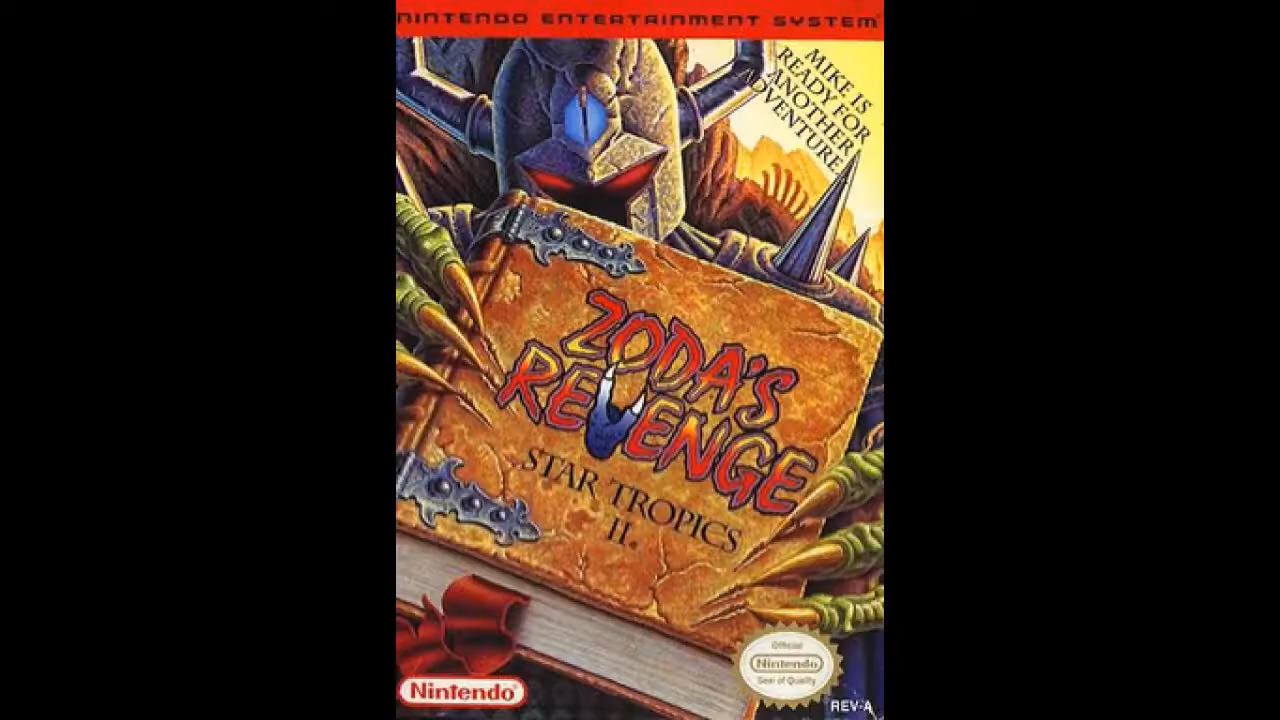 NINTENDO ENTERTAINMENT SYSTEM
MIKE IS
READY FOR
ANOTHER
ADVENTURE.
ZODA'S
REVENGE
STAR TROPICS
II.
Official
Nintendo
Seal of Quality
Nintendo®
REV-A